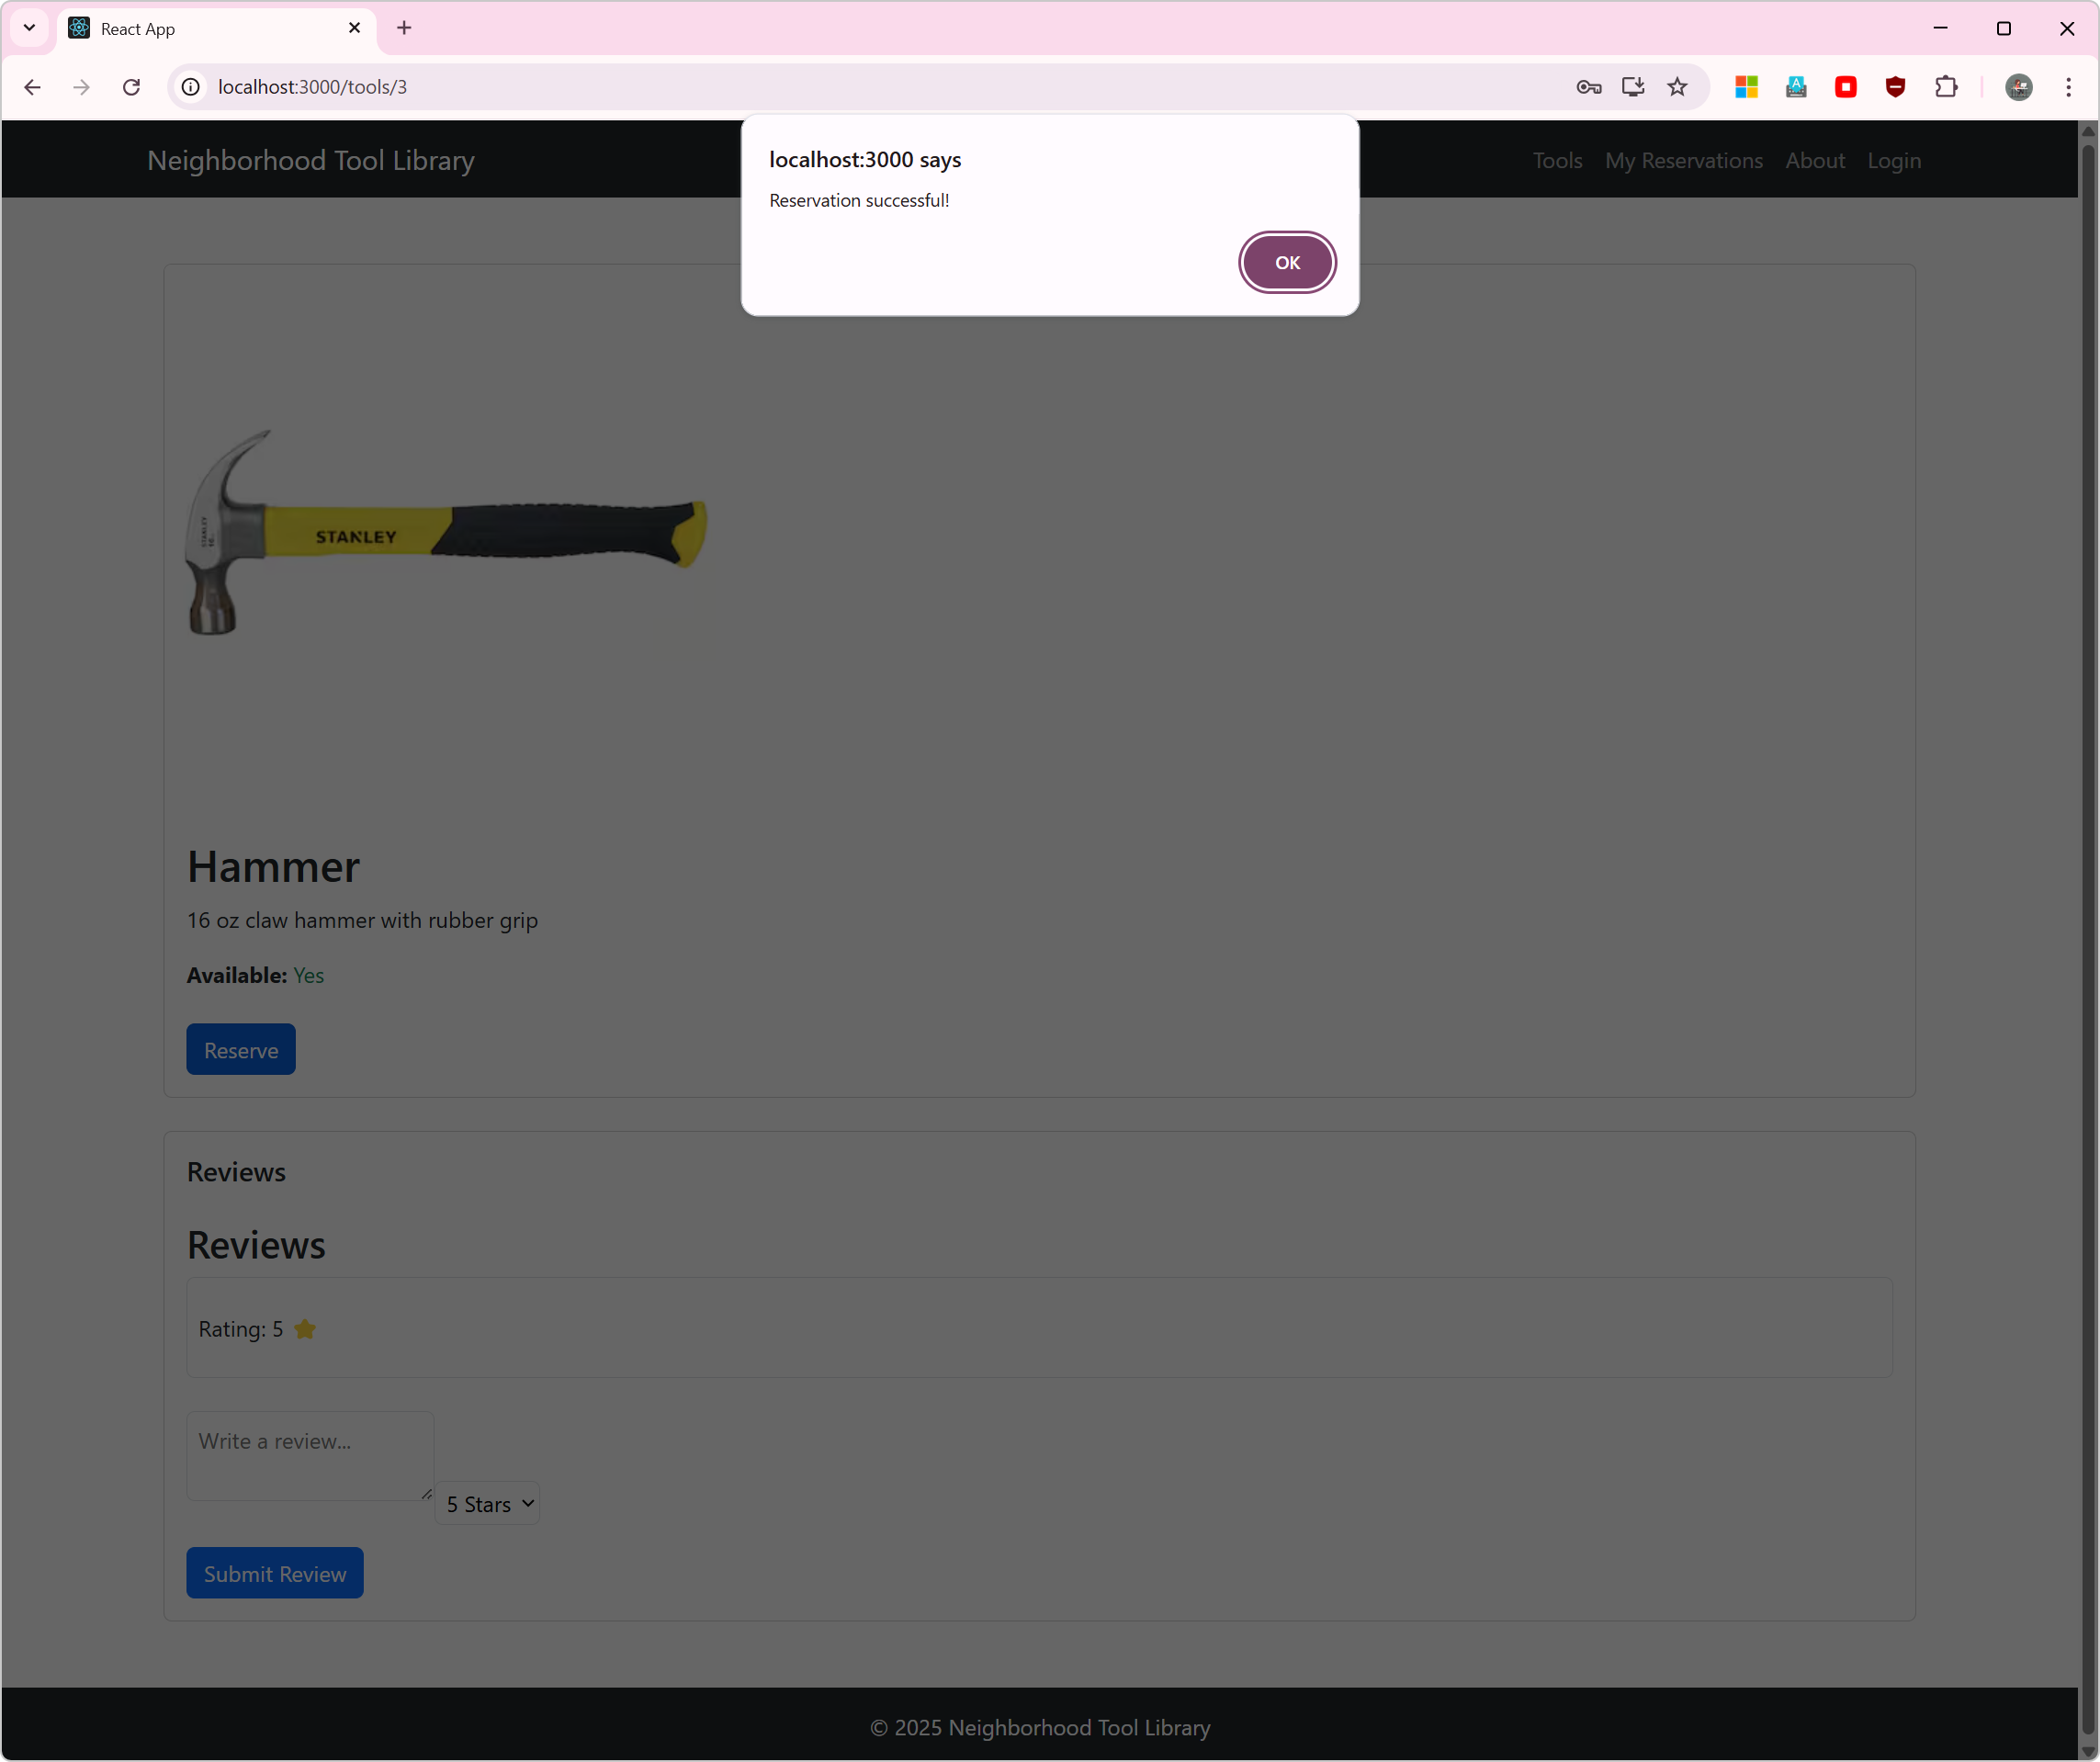 React App
localhost:3000/tools/3
localhost:3000 says
Reservation successful!
OK
Neighborhood Tool Library
Tools My Reservations About Login
STANLEY
Hammer
16 oz claw hammer with rubber grip
Available: Yes
Reserve
Reviews
Reviews
Rating: 5
Write a review...
5 Stars
Submit Review
© 2025 Neighborhood Tool Library